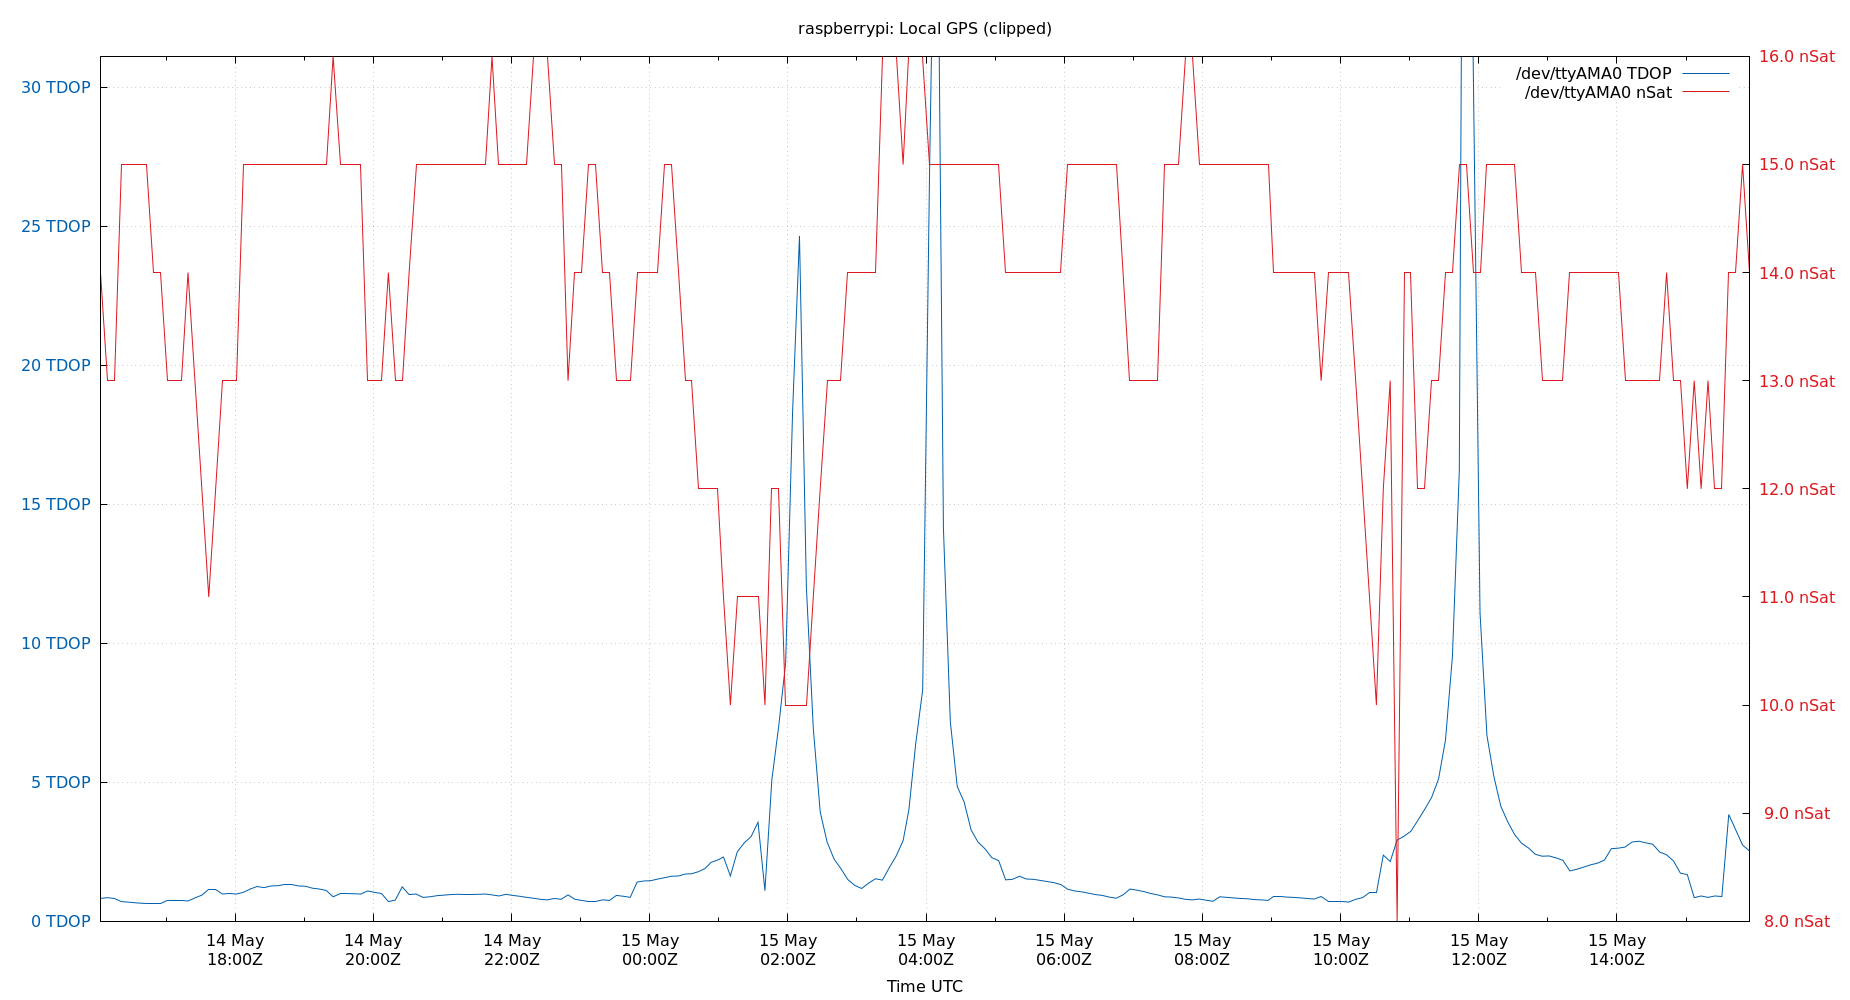 raspberrypi: Local GPS (clipped)
16.0 nSat
/dev/ttyAMA0 TDOP
30 TDOP
/dev/ttyAMA0 nSat
15.0 nSat
25 TDOP
14.0 nSat
20 TDOP
13.0 nSat
15 TDOP
12.0 nSat
11.0 nSat
10 TDOP
10.0 nSat
5 TDOP
9.0 nSat
0 TDOP
8.0 nSat
14 May 14 May 14 May 15 May 15 May 15 May 15 May 15 May 15 May 15 May 15 May
18:00Z 20:00Z 22:00Z 00:00Z 02:00Z 04:00Z 06:00Z 08:00Z 10:00Z 12:00Z 14:00Z
Time UTC